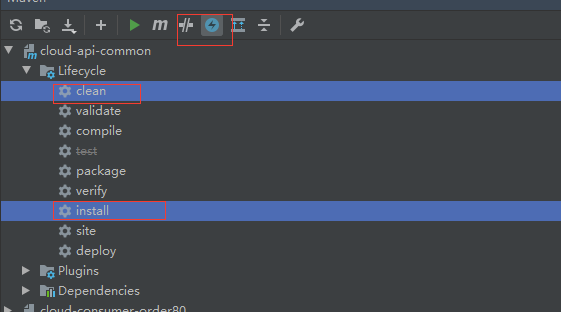 Maven
m
cloud-api-common
Lifecycle
clean
validate
compile
test
package
verify
install
site
deploy
Plugins
Dependencies
cloud-consumer-order80